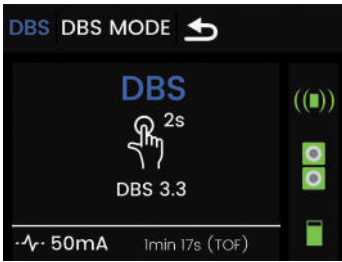 DBS DBS MODE
DBS
2s
DBS 3.3
50mA 1min 17s (TOF)